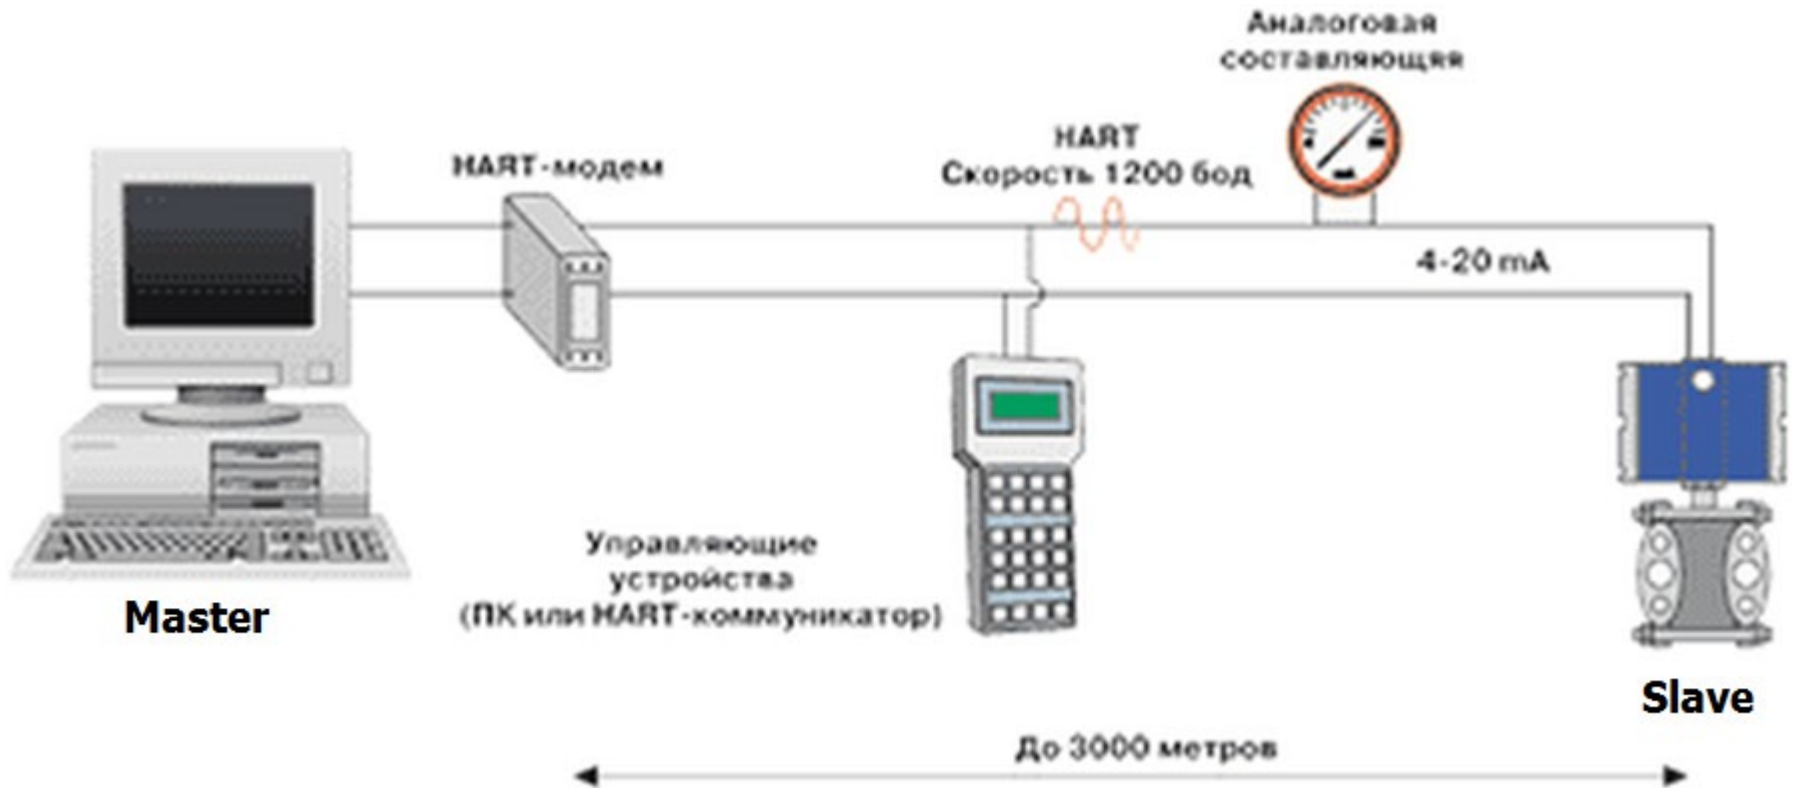 Аналоговая
составляющяя
HART
Скорость 1200 бод
HART-модем
4-20 mA
Управляющие
устройства
(ПК или HART-коммуникатор)
Master
Slave
До 3000 метров